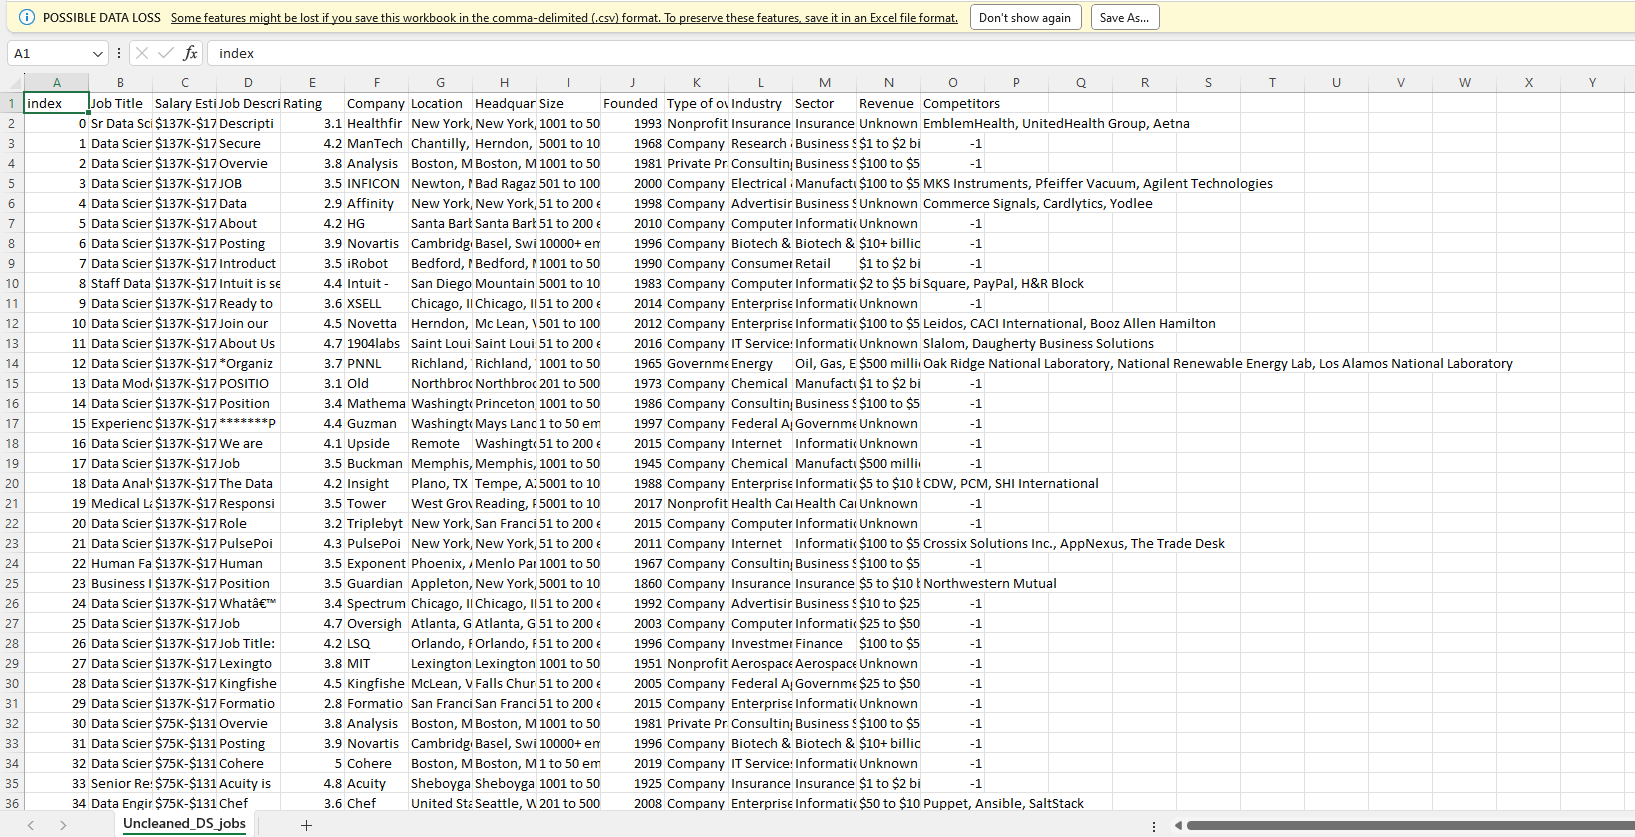 POSSIBLE DATA LOSS Some features might be lost if you save this workbook in the comma-delimited (.csv) format. To preserve these features, save it in an Excel file format. Don't show again Save As...
A1 fx index
A B C D E F G H I J K L M N O P Q R S T U V W X Y
1 index Job Title Salary Esti Job Descri Rating Company Location Headquar Size Founded Type of ov Industry Sector Revenue Competitors
2 0 Sr Data Sci $137K-$17 Descripti 3.1 Healthfir New York, New York, 1001 to 50 1993 Nonprofit Insurance Insurance Unknown EmblemHealth, UnitedHealth Group, Aetna
3 1 Data Scier $137K-$17 Secure 4.2 ManTech Chantilly, Herndon, 5001 to 10 1968 Company Research Business S $1 to $2 bi -1
4 2 Data Scier $137K-$17 Overvie 3.8 Analysis Boston, M Boston, M 1001 to 50 1981 Private Pr Consulting Business S $100 to $5 -1
5 3 Data Scier $137K-$17 JOB 3.5 INFICON Newton, Bad Ragaz 501 to 100 2000 Company Electrical Manufactu $100 to $5 MKS Instruments, Pfeiffer Vacuum, Agilent Technologies
6 4 Data Scier $137K-$17 Data 2.9 Affinity New York, New York, 51 to 200 e 1998 Company Advertisir Business S Unknown Commerce Signals, Cardlytics, Yodlee
7 5 Data Scier $137K-$17 About 4.2 HG Santa Bark Santa Bark 51 to 200 e 2010 Company Computer Informatic Unknown -1
8 6 Data Scier $137K-$17 Posting 3.9 Novartis Cambridge Basel, Swi 10000+ em 1996 Company Biotech & Biotech & $10+ billic -1
9 7 Data Scier $137K-$17 Introduct 3.5 iRobot Bedford, Bedford, 1001 to 50 1990 Company Consumer Retail $1 to $2 bi -1
10 8 Staff Data $137K-$17 Intuit is se 4.4 Intuit - San Diego Mountain 5001 to 10 1983 Company Computer Informatic $2 to $5 bi Square, PayPal, H&R Block
11 9 Data Scier $137K-$17 Ready to 3.6 XSELL Chicago, Il Chicago, Il 51 to 200 e 2014 Company Enterprise Informatic Unknown -1
12 10 Data Scier $137K-$17 Join our 4.5 Novetta Herndon, Mc Lean, V 501 to 100 2012 Company Enterprise Informatic $100 to $5 Leidos, CACI International, Booz Allen Hamilton
13 11 Data Scier $137K-$17 About Us 4.7 1904labs Saint Loui Saint Loui 51 to 200 e 2016 Company IT Services Informatic Unknown Slalom, Daugherty Business Solutions
14 12 Data Scier $137K-$17 *Organiz 3.7 PNNL Richland, Richland, 1001 to 50 1965 Governme Energy Oil, Gas, E $500 milli Oak Ridge National Laboratory, National Renewable Energy Lab, Los Alamos National Laboratory
15 13 Data Mod $137K-$17 POSITIO 3.1 Old Northbroc Northbroc 201 to 500 1973 Company Chemical Manufactu $1 to $2 bi -1
16 14 Data Scier $137K-$17 Position 3.4 Mathema Washingt Princeton 1001 to 50 1986 Company Consulting Business S $100 to $5 -1
17 15 Experienc $137K-$17 *******P 4.4 Guzman Washingt Mays Lanc 1 to 50 em 1997 Company Federal Ag Governme Unknown -1
18 16 Data Scier $137K-$17 We are 4.1 Upside Remote Washingt 51 to 200 e 2015 Company Internet Informatic Unknown -1
19 17 Data Scier $137K-$17 Job 3.5 Buckman Memphis, Memphis, 1001 to 50 1945 Company Chemical Manufactu $500 milli -1
20 18 Data Anal $137K-$17 The Data 4.2 Insight Plano, TX Tempe, AZ 5001 to 10 1988 Company Enterprise Informatic $5 to $10 b CDW, PCM, SHI International
21 19 Medical La $137K-$17 Responsi 3.5 Tower West Grov Reading, 5001 to 10 2017 Nonprofit Health Car Health Car Unknown -1
22 20 Data Scier $137K-$17 Role 3.2 Triplebyt New York, San Franci 51 to 200 e 2015 Company Computer Informatic Unknown -1
23 21 Data Scier $137K-$17 PulsePoi 4.3 PulsePoi New York, New York, 51 to 200 e 2011 Company Internet Informatic $100 to $5 Crossix Solutions Inc., AppNexus, The Trade Desk
24 22 Human Fa $137K-$17 Human 3.5 Exponent Phoenix, Menlo Par 1001 to 50 1967 Company Consulting Business S $100 to $5 -1
25 23 Business I $137K-$17 Position 3.5 Guardian Appleton, New York, 5001 to 10 1860 Company Insurance Insurance $5 to $10 b Northwestern Mutual
26 24 Data Scier $137K-$17 Whatâ€™ 3.4 Spectrum Chicago, Il Chicago, Il 51 to 200 e 1992 Company Advertisir Business S $10 to $25 -1
27 25 Data Scier $137K-$17 Job 4.7 Oversigh Atlanta, G Atlanta, G 51 to 200 e 2003 Company Computer Informatic $25 to $50 -1
28 26 Data Scier $137K-$17 Job Title: 4.2 LSQ Orlando, F Orlando, F 51 to 200 e 1996 Company Investmer Finance $100 to $5 -1
29 27 Data Scier $137K-$17 Lexingto 3.8 MIT Lexington Lexington 1001 to 50 1951 Nonprofit Aerospace Aerospace Unknown -1
30 28 Data Scier $137K-$17 Kingfishe 4.5 Kingfishe McLean, V Falls Chur 51 to 200 e 2005 Company Federal Ag Governme $25 to $50 -1
31 29 Data Scier $137K-$17 Formatio 2.8 Formatio San Franci San Franci 51 to 200 e 2015 Company Enterprise Informatic Unknown -1
32 30 Data Scier $75K-$131 Overvie 3.8 Analysis Boston, M Boston, M 1001 to 50 1981 Private Pr Consulting Business S $100 to $5 -1
33 31 Data Scier $75K-$131 Posting 3.9 Novartis Cambridge Basel, Swi 10000+ em 1996 Company Biotech & Biotech & $10+ billic -1
34 32 Data Scier $75K-$131 Cohere 5 Cohere Boston, M Boston, M 1 to 50 em 2019 Company IT Services Informatic Unknown -1
35 33 Senior Re $75K-$131 Acuity is 4.8 Acuity Sheboyga Sheboyga 1001 to 50 1925 Company Insurance Insurance $1 to $2 bi -1
36 34 Data Engir $75K-$131 Chef 3.6 Chef United Sta Seattle, W 201 to 500 2008 Company Enterprise Informatic $50 to $10 Puppet, Ansible, SaltStack
Uncleaned_DS_jobs